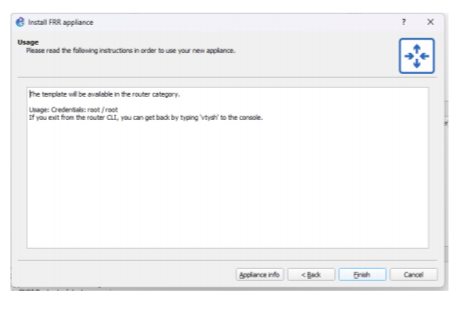 Install FRR appliance
? X
Usage
Please read the following instructions in order to use your new appliance.
The template will be available in the router category.
Usage: Credentials: root / root
If you exit from the router CLI, you can get back by typing 'vtysh' to the console.
Appliance info
< Back
Finish
Cancel